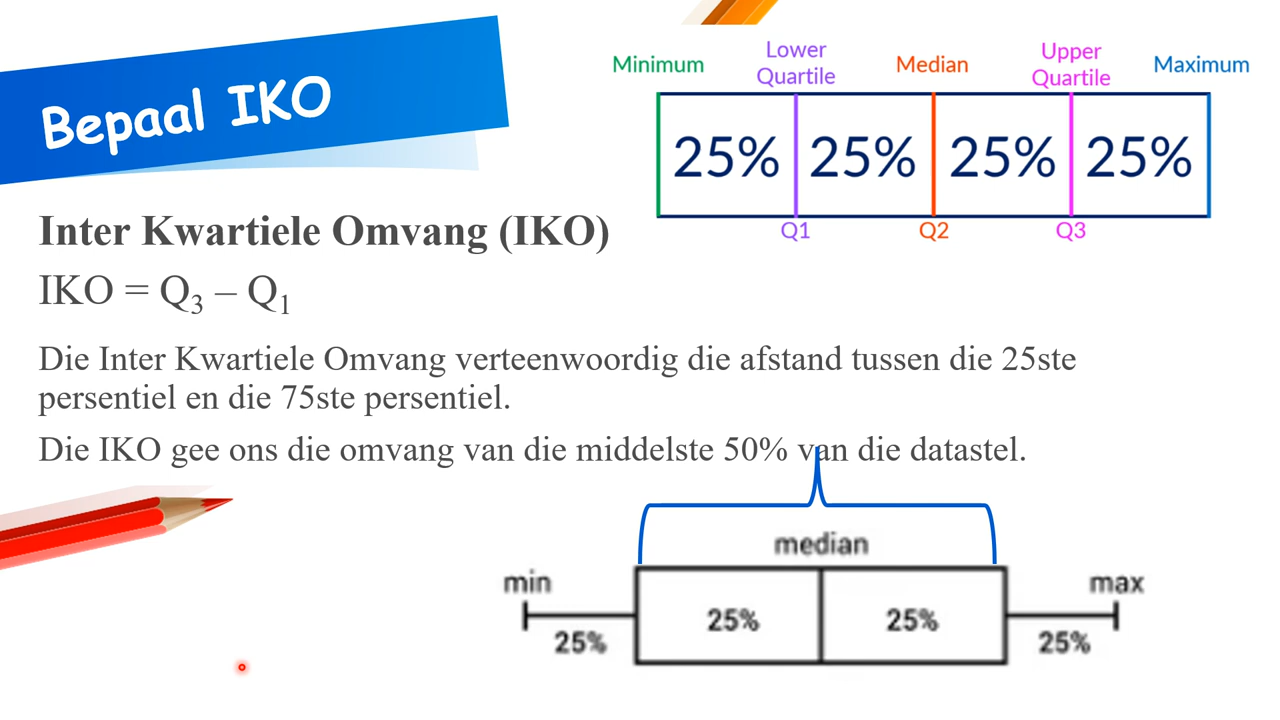 Bepaal IKO
Minimum
Lower
Quartile
Median
Upper
Quartile
Maximum
25% 25% 25% 25%
Q1 Q2 Q3
Inter Kwartiele Omvang (IKO)
IKO = Q₃ – Q₁
Die Inter Kwartiele Omvang verteenwoordig die afstand tussen die 25ste
persentiel en die 75ste persentiel.
Die IKO gee ons die omvang van die middelste 50% van die datastel.
median
min
max
25% 25%
25% 25%